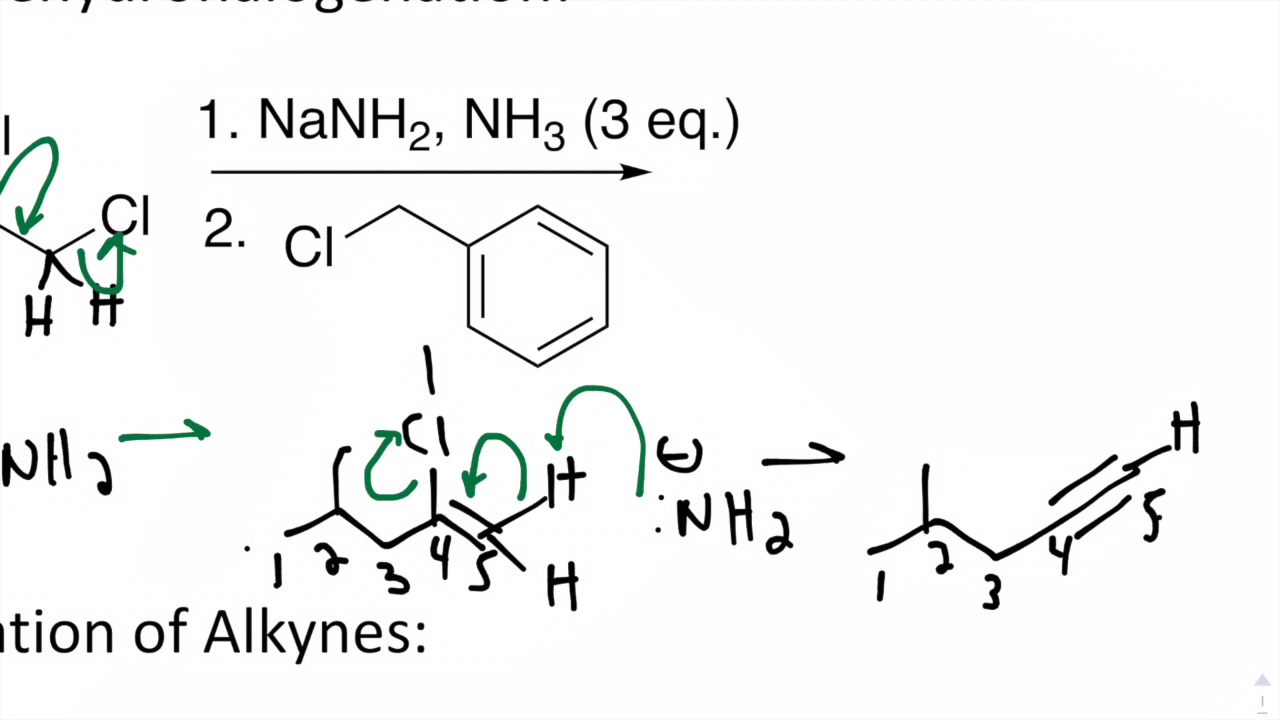 1. NaNH₂, NH₃ (3 eq.)
Cl
2. Cl
H H
Cl
H
NH₂ H ⊖
:NH₂
1 2 3 4 5 H
1 2 3 4 5
ation of Alkynes: